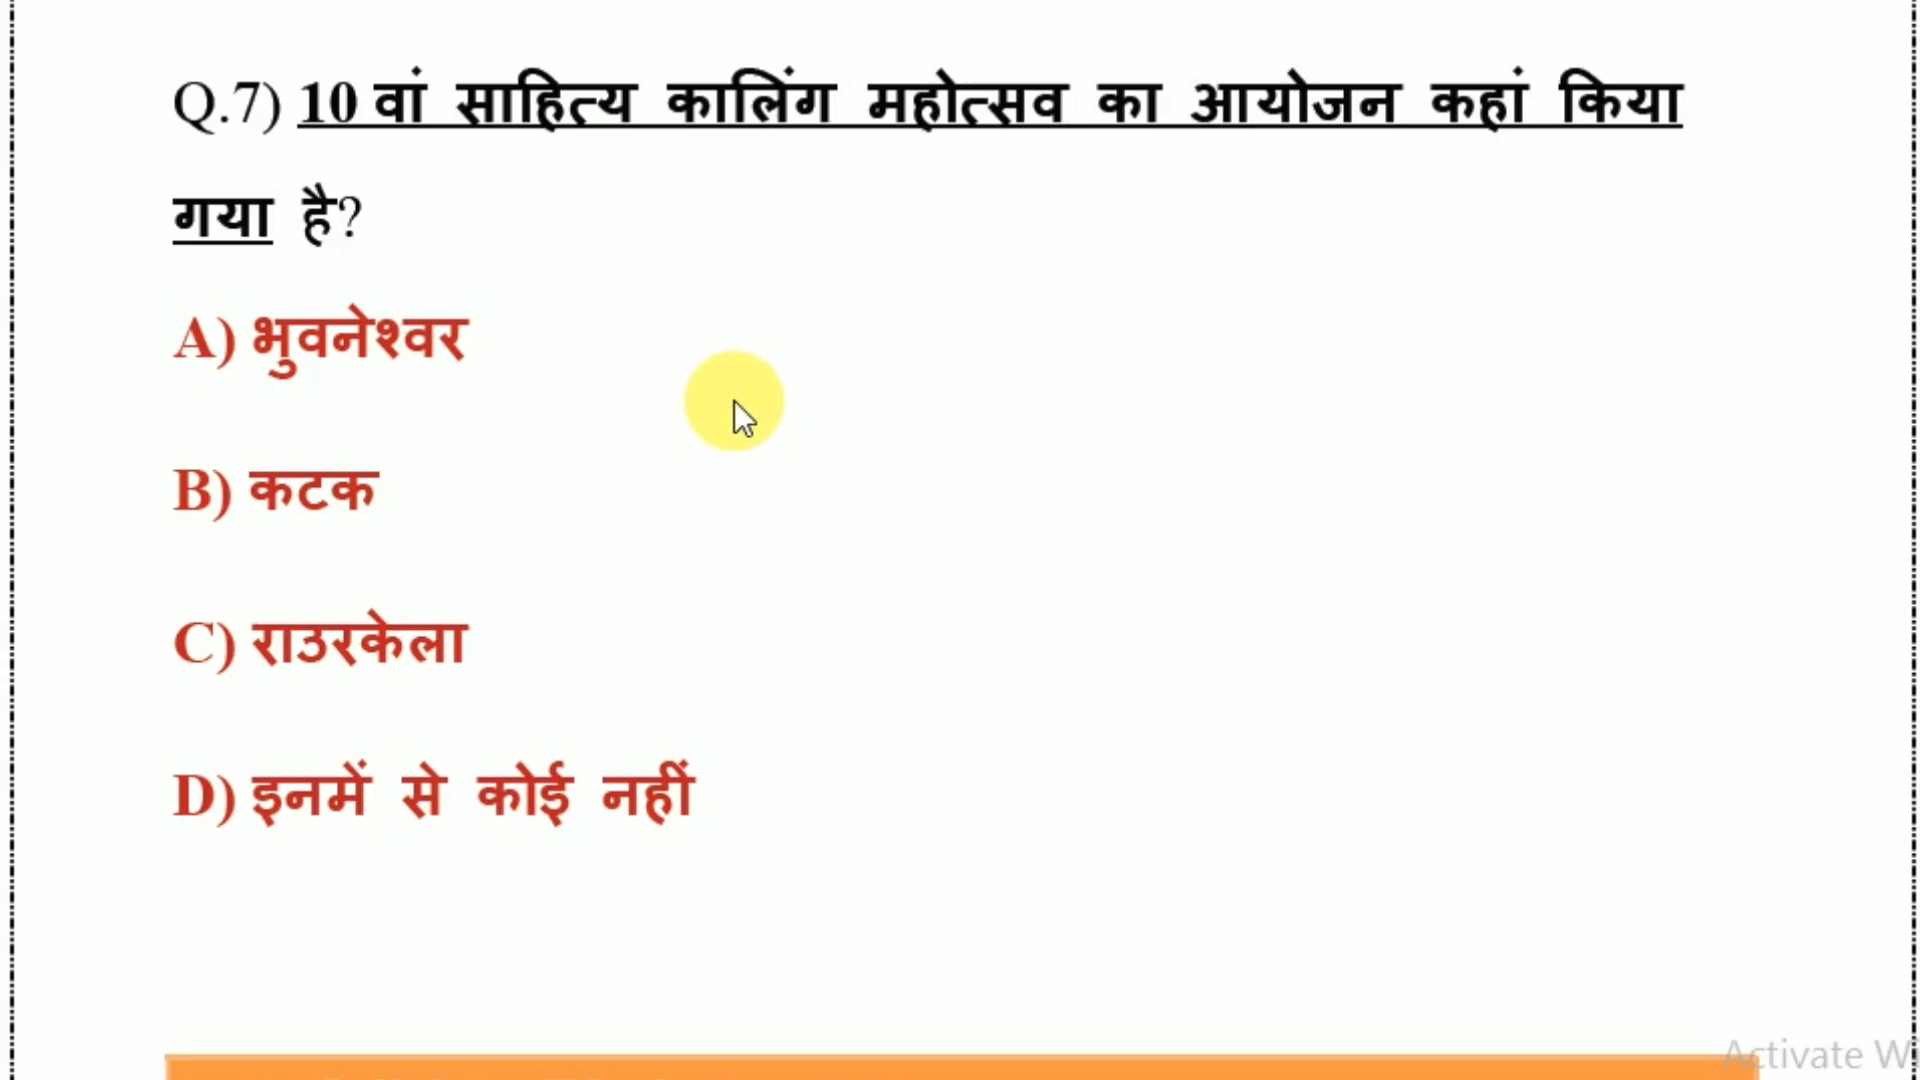 Q.7) 10 वां साहित्य कालिंग महोत्सव का आयोजन कहां किया
गया है?
A) भुवनेश्वर
B) कटक
C) राउरकेला
D) इनमें से कोई नहीं
Activate